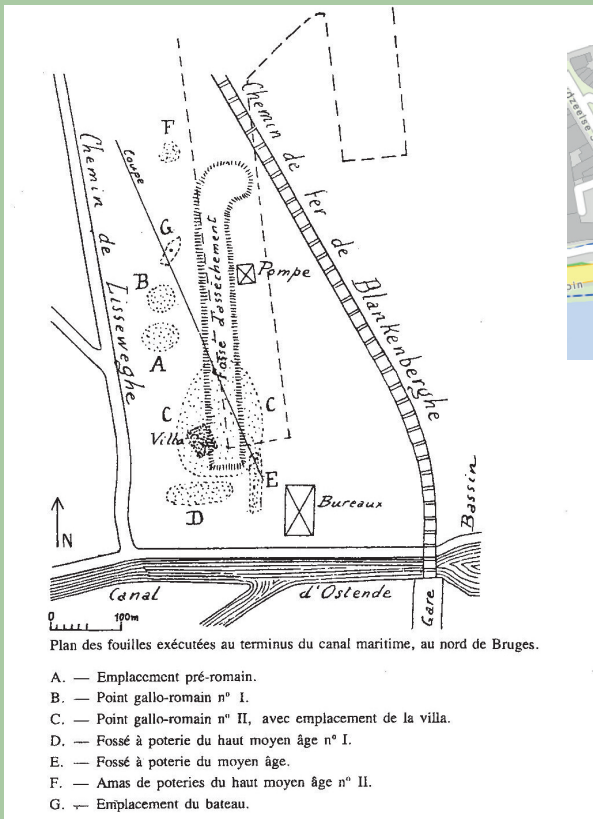 F
Coupe
Chemin de Lisseweghe
Chemin de fer de Blankenberghe
G
Pompe
B
Fossé d'assèchement
A
C
C
Villa
E
D
Bureaux
Bassin
N
Canal d'Ostende
Gare
0 100m
Plan des fouilles exécutées au terminus du canal maritime, au nord de Bruges.
A. — Emplacement pré-romain.
B. — Point gallo-romain n° I.
C. — Point gallo-romain n° II, avec emplacement de la villa.
D. — Fossé à poterie du haut moyen âge n° I.
E. — Fossé à poterie du moyen âge.
F. — Amas de poteries du haut moyen âge n° II.
G. — Emplacement du bateau.